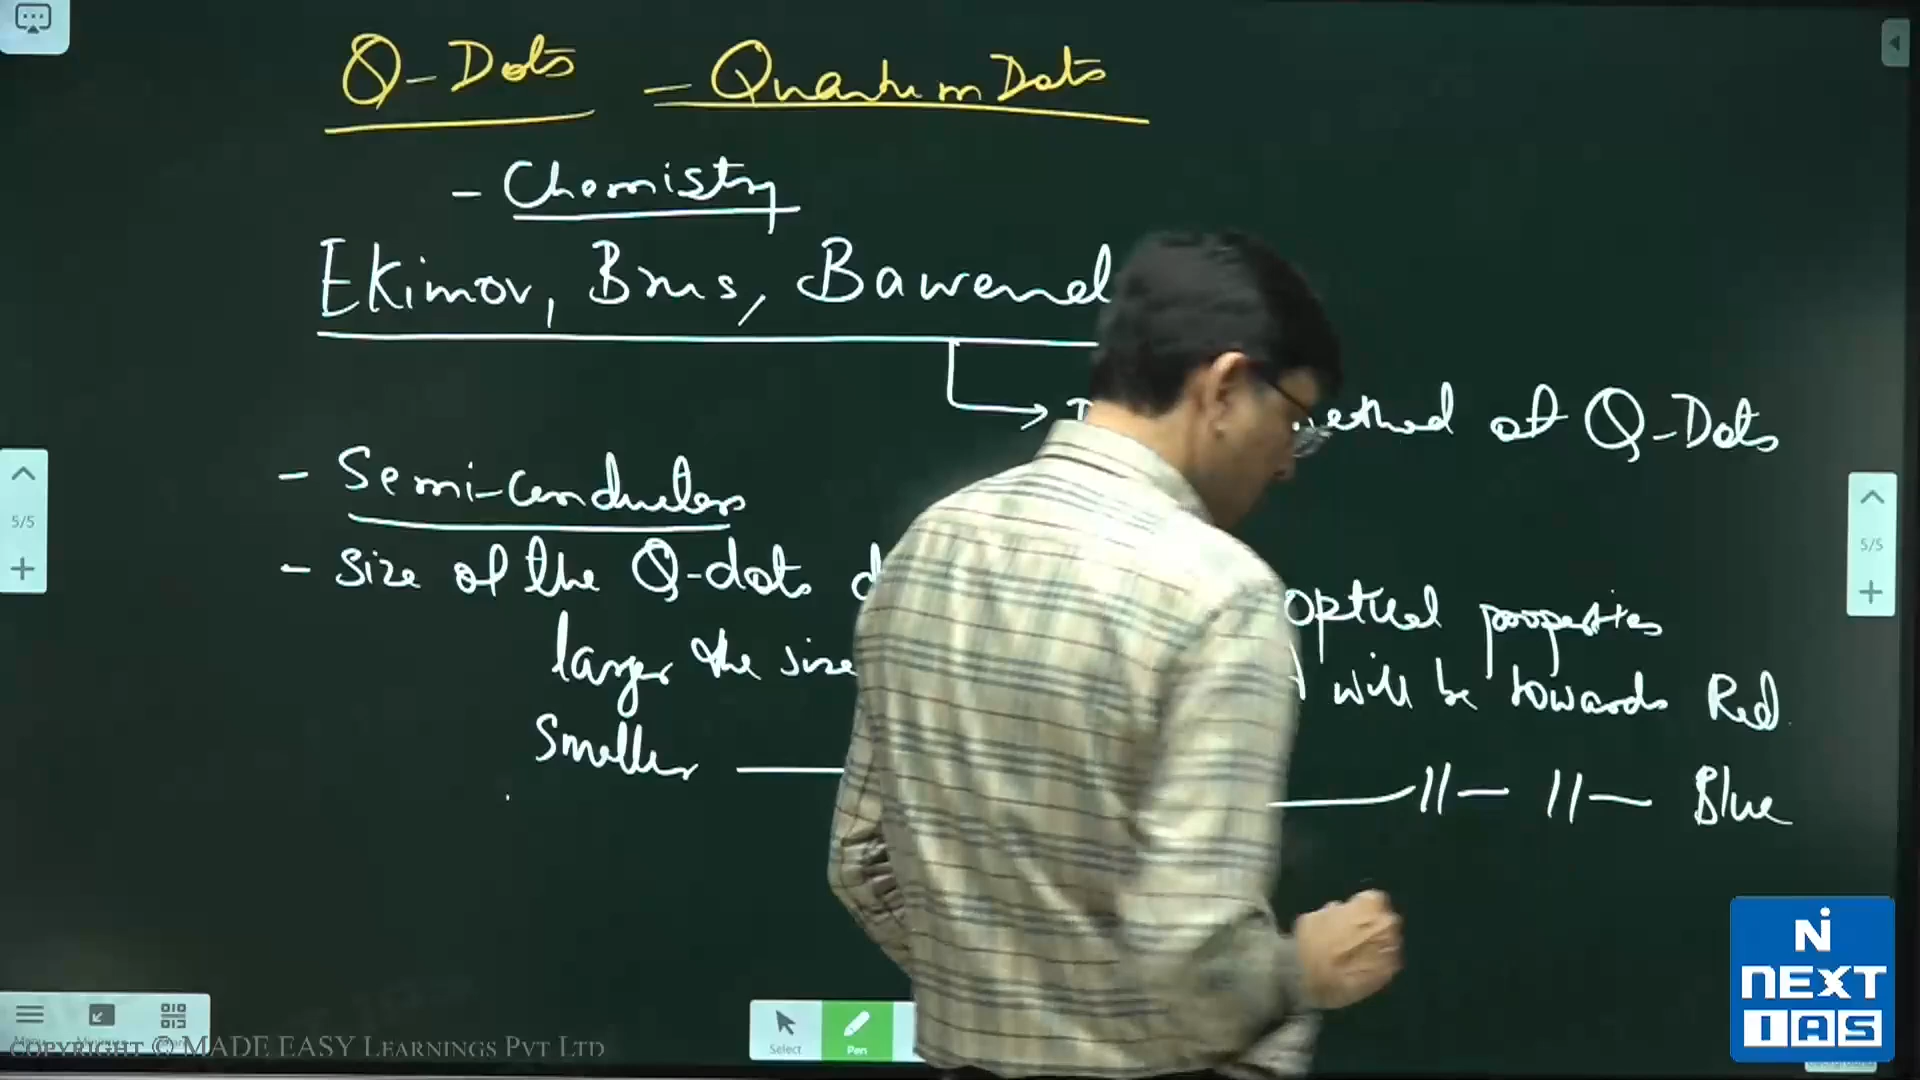 Q-Dots - Quantum Dots
- Chemistry
Ekimov, Brus, Bawend
method of Q-Dots
- Semi-conductors
- Size of the Q-dots
optical properties
larger the size
will be towards Red.
Smaller
—〃— 〃— Blue
5/5
5/5
Select
Pen
COPYRIGHT © MADE EASY LEARNINGS PVT LTD
Ni
NEXT
IAS